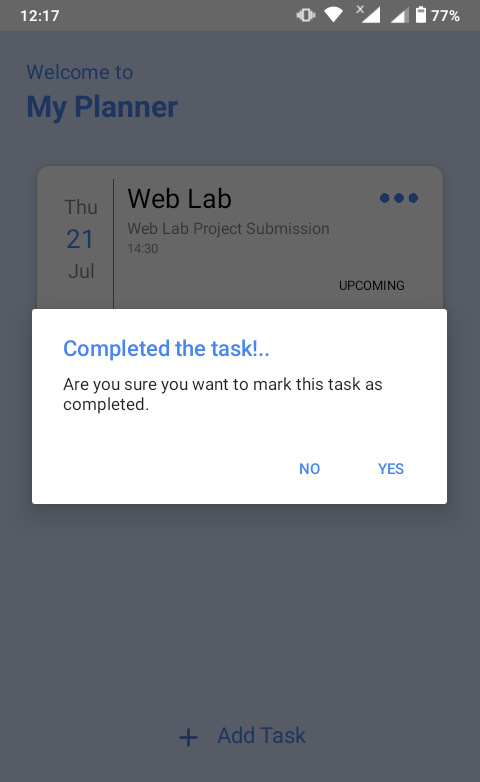 12:17
77%
Welcome to
My Planner
Thu
21
Jul
Web Lab
Web Lab Project Submission
14:30
UPCOMING
Completed the task!..
Are you sure you want to mark this task as
completed.
NO YES
+ Add Task